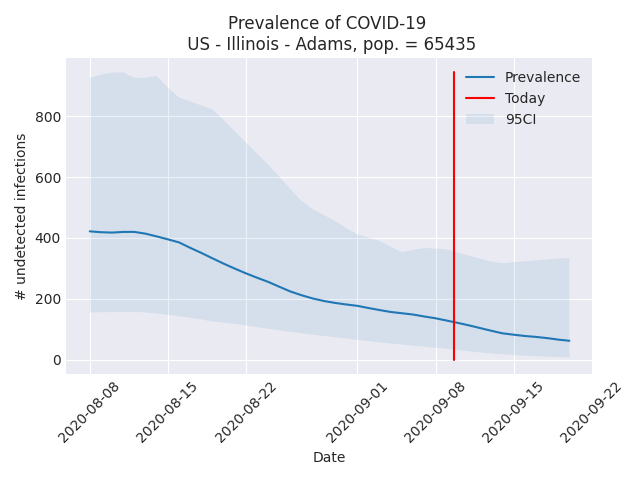 Prevalence of COVID-19
US - Illinois - Adams, pop. = 65435
Prevalence
Today
95CI
# undetected infections
800
600
400
200
0
2020-08-08
2020-08-15
2020-08-22
2020-09-01
2020-09-08
2020-09-15
2020-09-22
Date